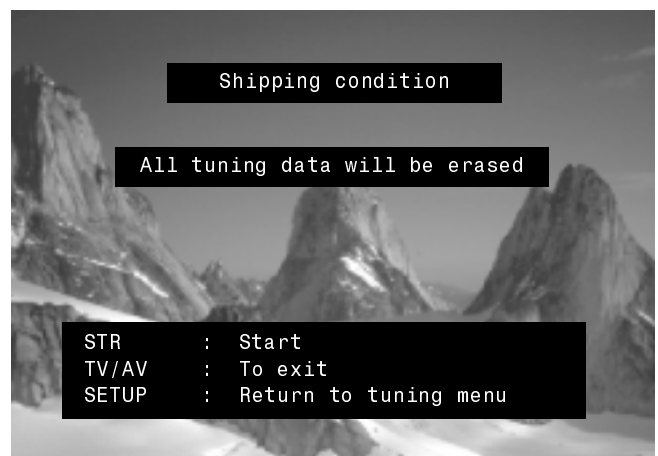 Shipping condition
All tuning data will be erased
STR : Start
TV/AV : To exit
SETUP : Return to tuning menu